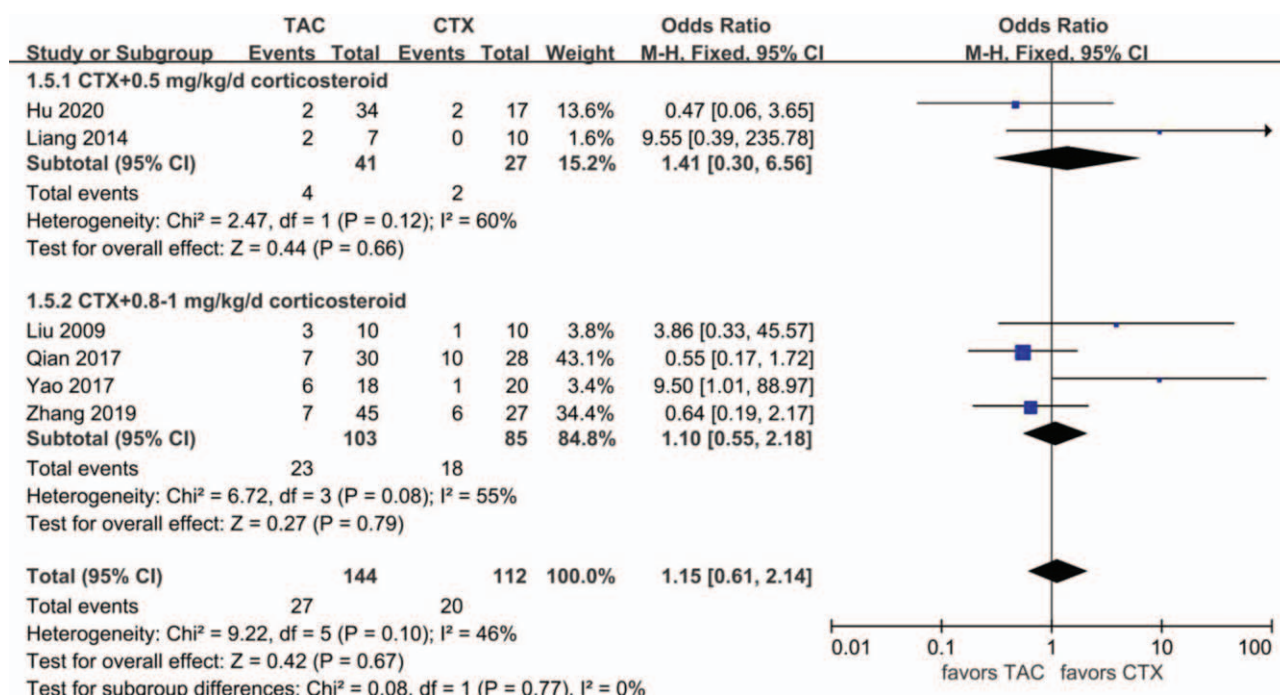 TAC CTX Odds Ratio Odds Ratio
Study or Subgroup Events Total Events Total Weight M-H, Fixed, 95% CI M-H, Fixed, 95% CI
1.5.1 CTX+0.5 mg/kg/d corticosteroid
Hu 2020 2 34 2 17 13.6% 0.47 [0.06, 3.65]
Liang 2014 2 7 0 10 1.6% 9.55 [0.39, 235.78]
Subtotal (95% CI) 41 27 15.2% 1.41 [0.30, 6.56]
Total events 4 2
Heterogeneity: Chi² = 2.47, df = 1 (P = 0.12); I² = 60%
Test for overall effect: Z = 0.44 (P = 0.66)
1.5.2 CTX+0.8-1 mg/kg/d corticosteroid
Liu 2009 3 10 1 10 3.8% 3.86 [0.33, 45.57]
Qian 2017 7 30 10 28 43.1% 0.55 [0.17, 1.72]
Yao 2017 6 18 1 20 3.4% 9.50 [1.01, 88.97]
Zhang 2019 7 45 6 27 34.4% 0.64 [0.19, 2.17]
Subtotal (95% CI) 103 85 84.8% 1.10 [0.55, 2.18]
Total events 23 18
Heterogeneity: Chi² = 6.72, df = 3 (P = 0.08); I² = 55%
Test for overall effect: Z = 0.27 (P = 0.79)
Total (95% CI) 144 112 100.0% 1.15 [0.61, 2.14]
Total events 27 20
Heterogeneity: Chi² = 9.22, df = 5 (P = 0.10); I² = 46%
Test for overall effect: Z = 0.42 (P = 0.67)
Test for subgroup differences: Chi² = 0.08, df = 1 (P = 0.77), I² = 0%
0.01 0.1 1 10 100
favors TAC favors CTX